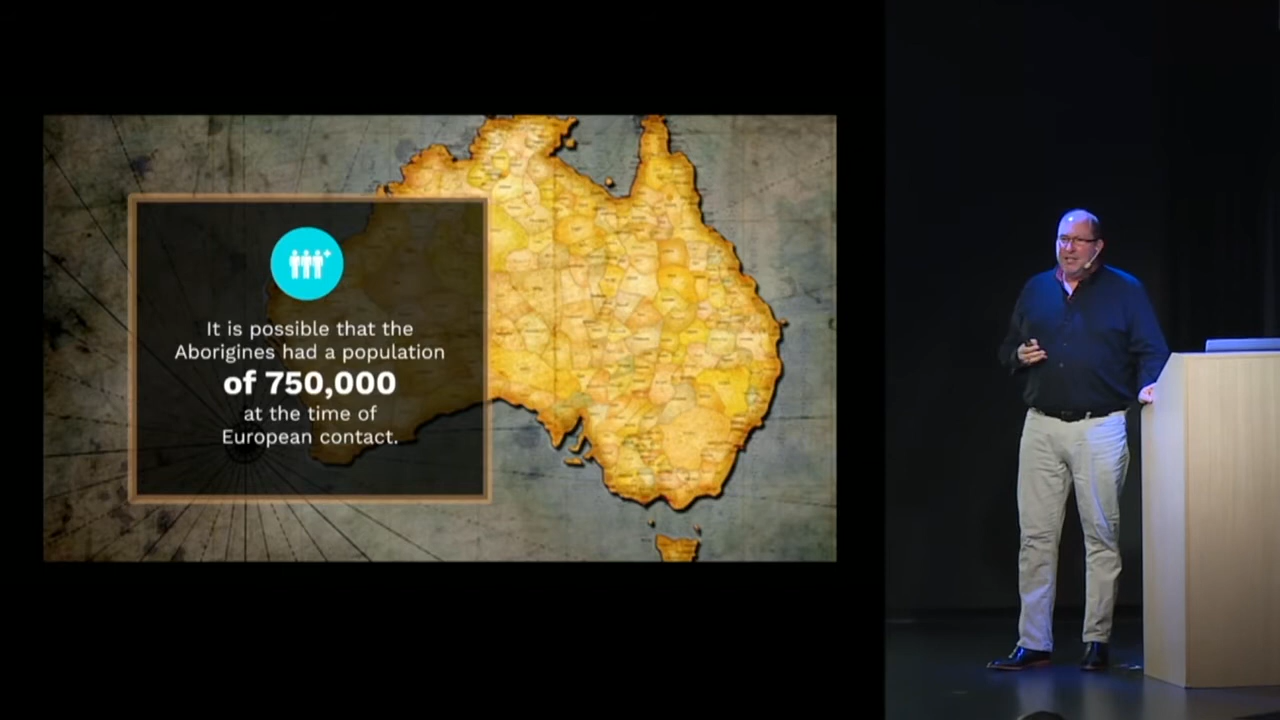 It is possible that the
Aborigines had a population
of 750,000
at the time of
European contact.